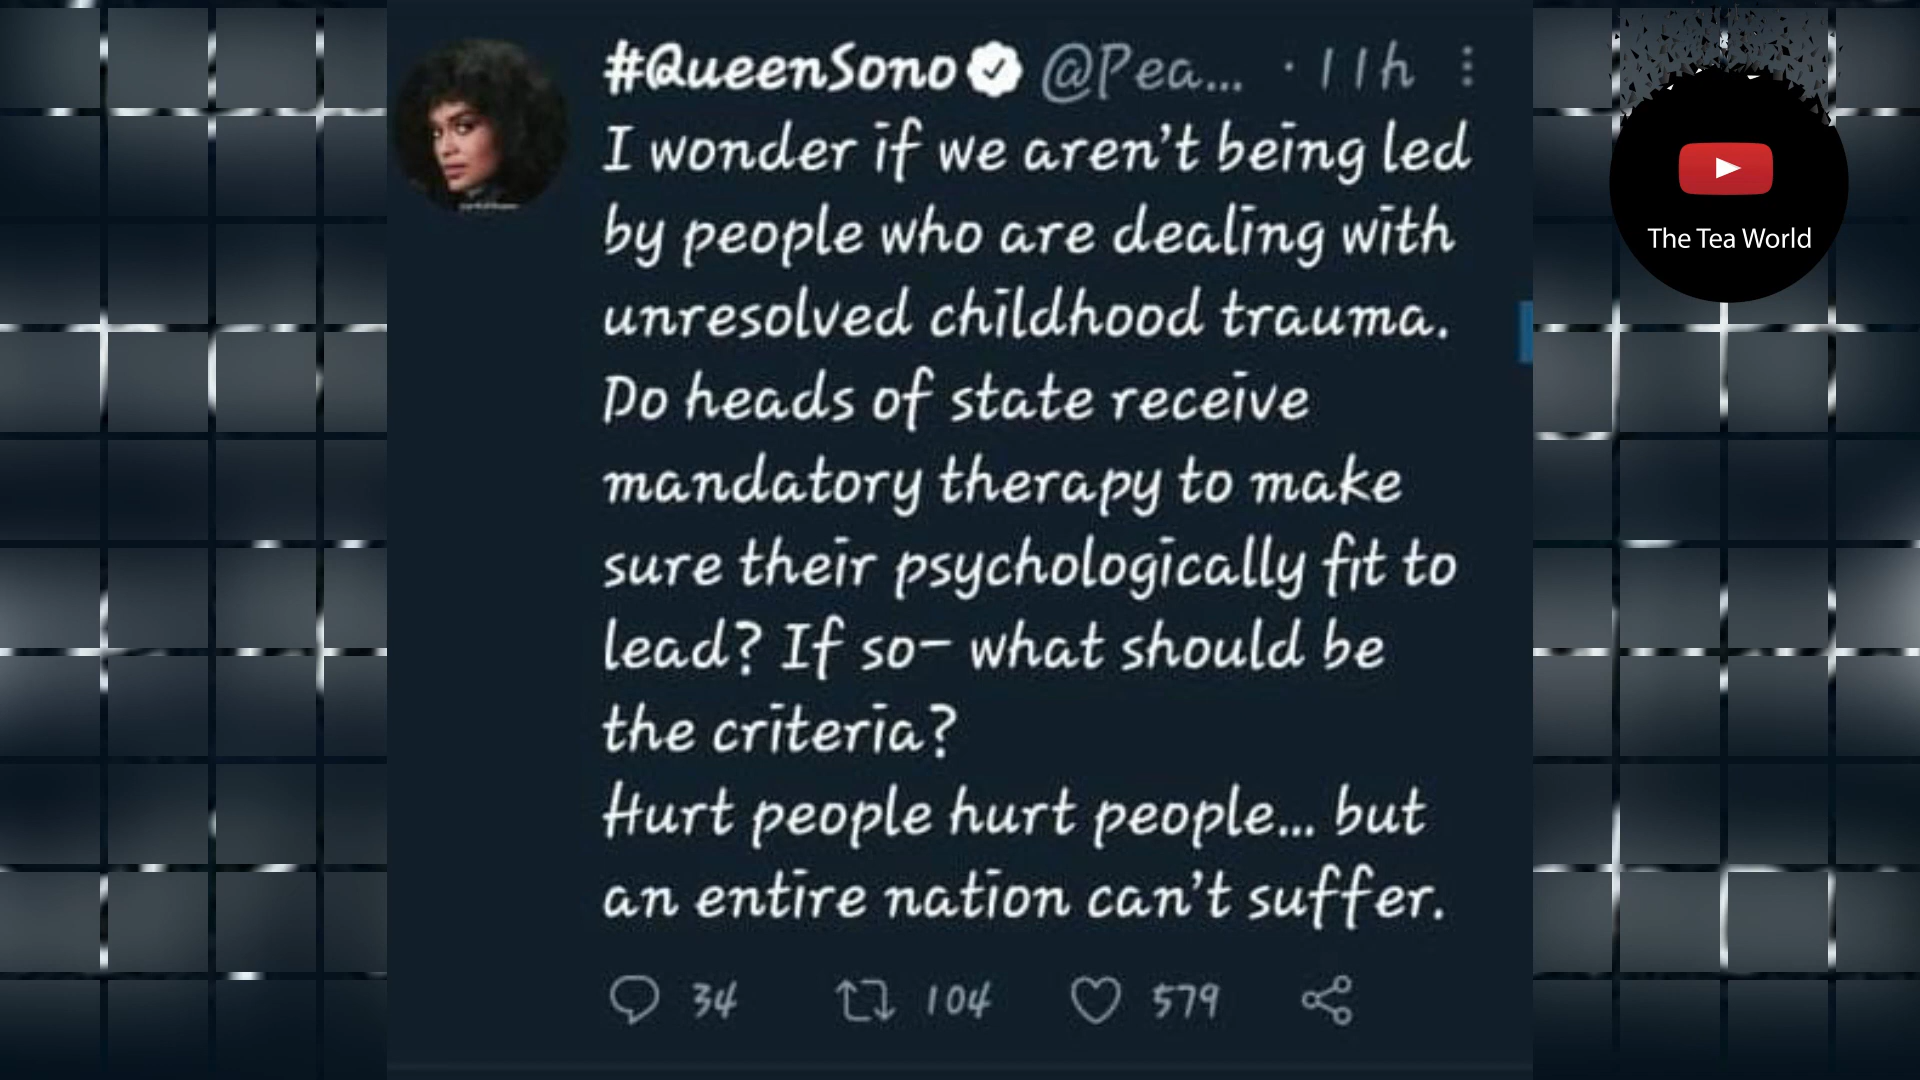 #QueenSono @Pea... · 11h
I wonder if we aren't being led
by people who are dealing with
unresolved childhood trauma.
Do heads of state receive
mandatory therapy to make
sure their psychologically fit to
lead? If so– what should be
the criteria?
Hurt people hurt people... but
an entire nation can't suffer.
34 104 579
The Tea World